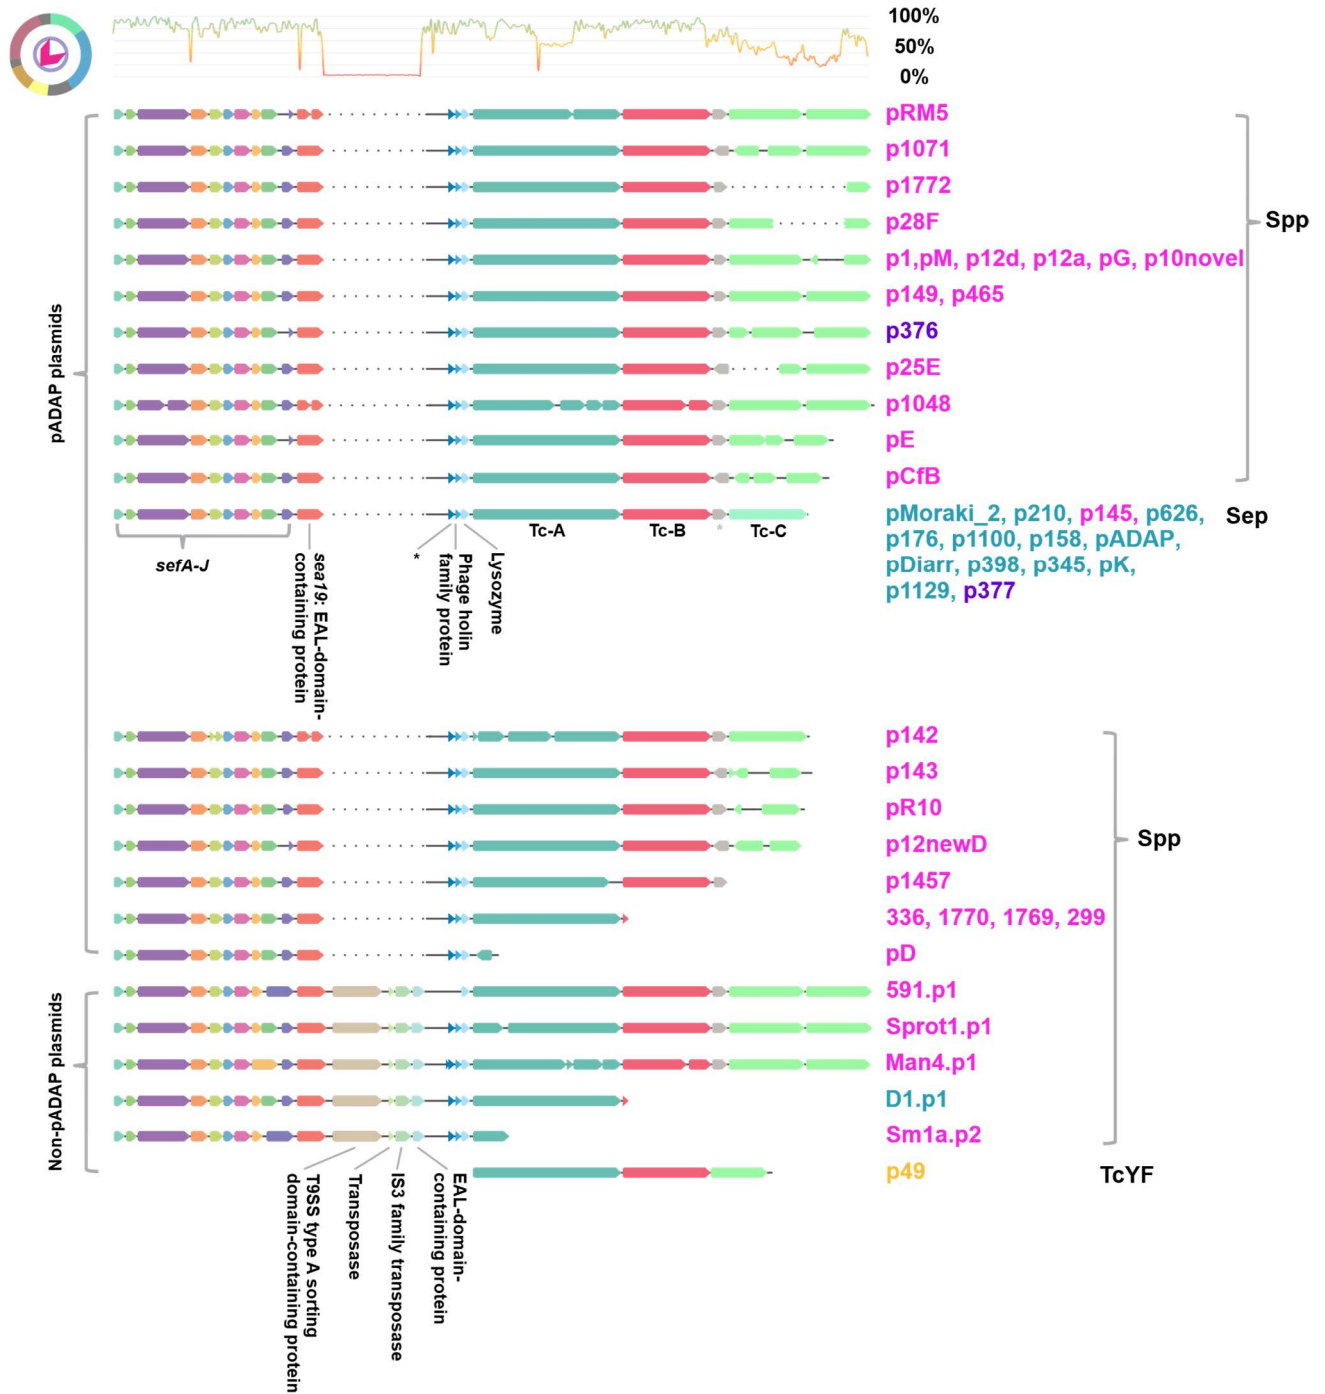 100%
50%
0%
pRM5
p1071
p1772
p28F
p1,pM, p12d, p12a, pG, p10novel
p149, p465
p376
p25E
p1048
pE
pCfB
Spp
pADAP plasmids
pMoraki_2, p210, p145, p626,
p176, p1100, p158, pADAP,
pDiarr, p398, p345, pK,
p1129, p377
Sep
Tc-A
Tc-B
*
Tc-C
sefA-J
sea19: EAL-domain-
containing protein
*
Phage holin
family protein
Lysozyme
p142
p143
pR10
p12newD
p1457
336, 1770, 1769, 299
pD
591.p1
Sprot1.p1
Man4.p1
D1.p1
Sm1a.p2
Spp
Non-pADAP plasmids
p49
TcYF
T9SS type A sorting
domain-containing protein
Transposase
IS3 family transposase
EAL-domain-
containing protein